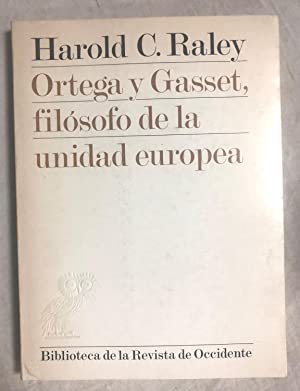 Harold C. Raley
Ortega y Gasset,
filósofo de la
unidad europea
Biblioteca de la Revista de Occidente